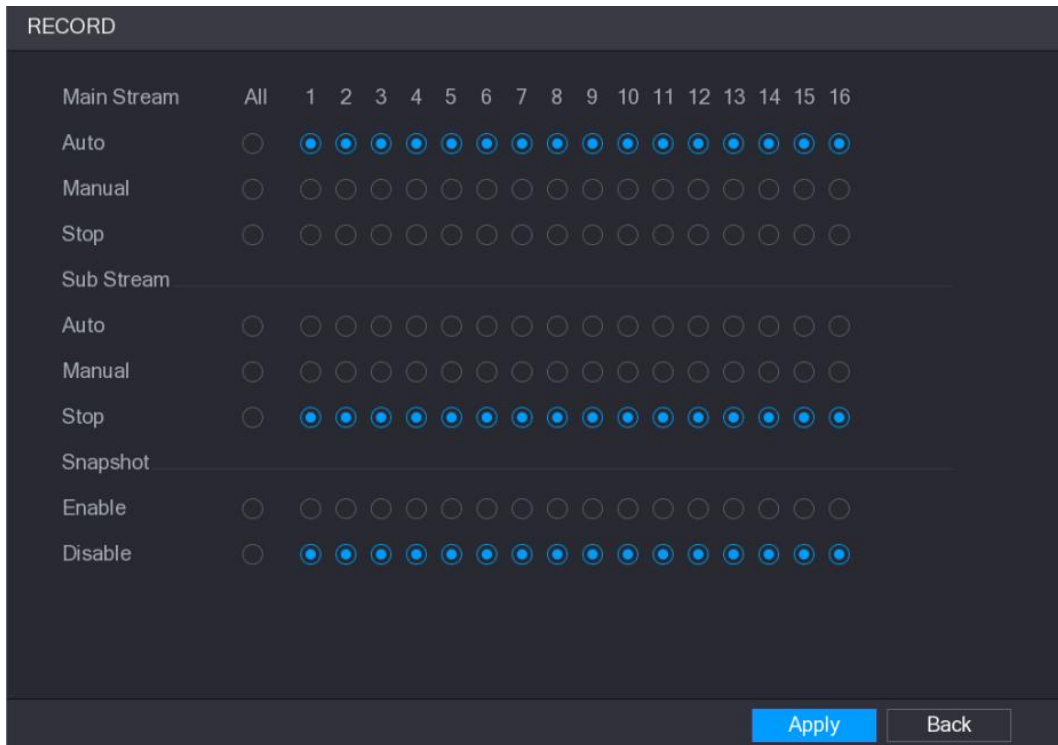 RECORD
Main Stream All 1 2 3 4 5 6 7 8 9 10 11 12 13 14 15 16
Auto
Manual
Stop
Sub Stream
Auto
Manual
Stop
Snapshot
Enable
Disable
Apply Back